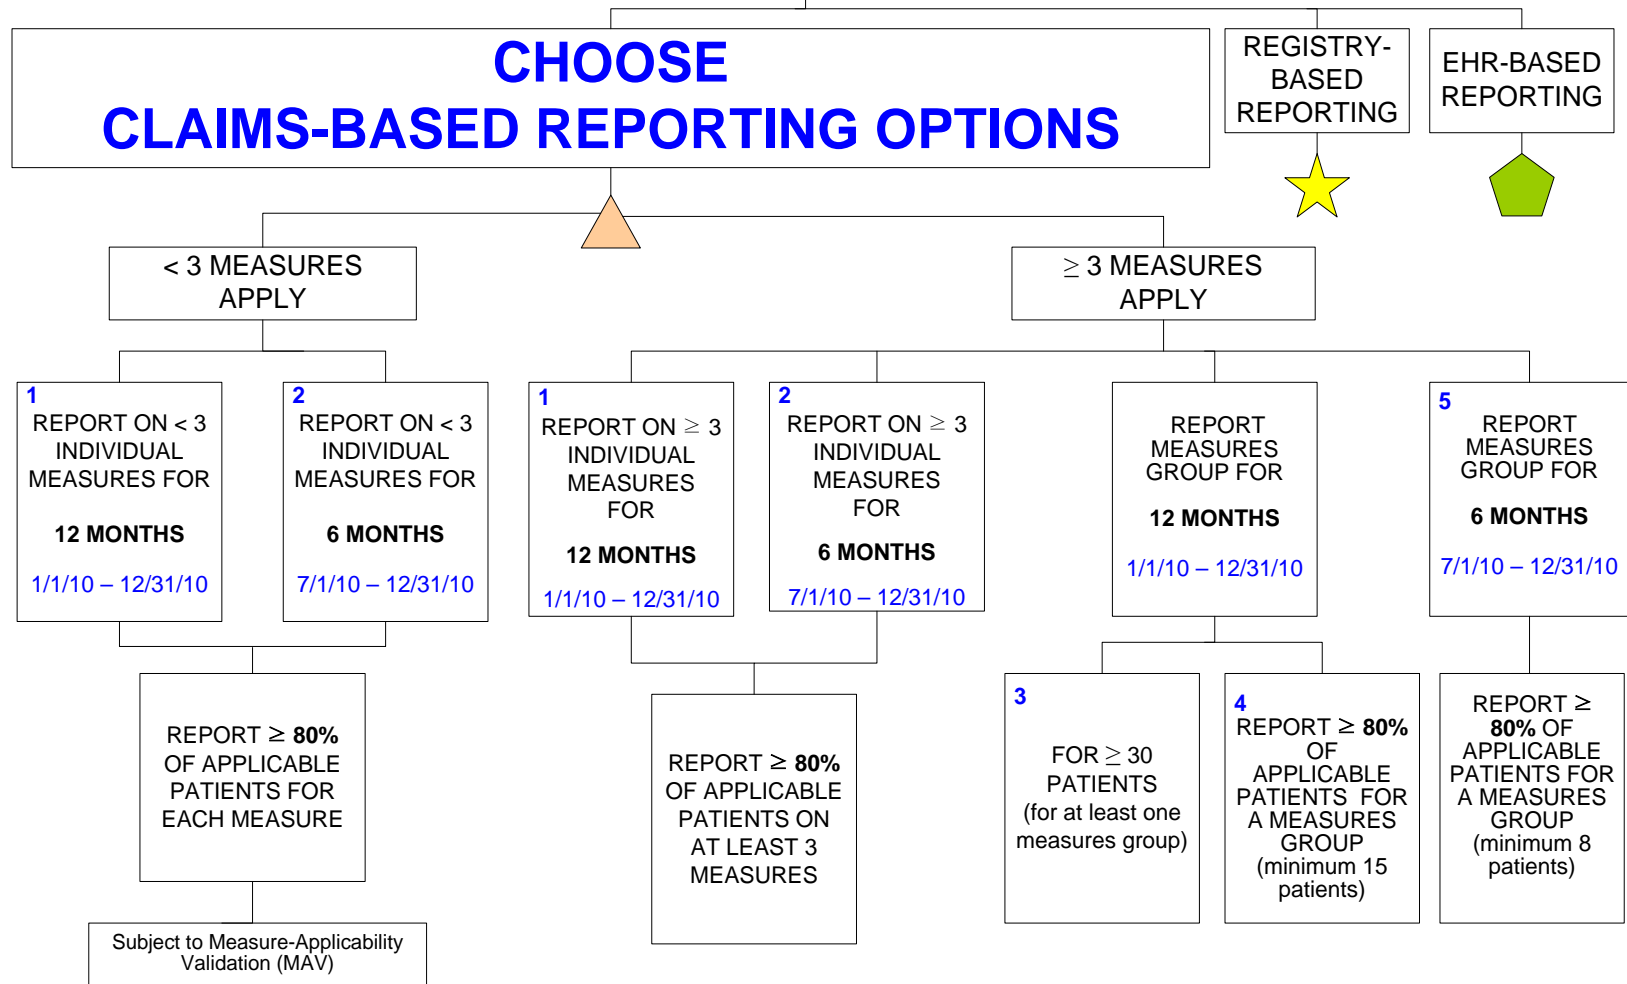 CHOOSE
CLAIMS-BASED REPORTING OPTIONS
REGISTRY-
BASED
REPORTING
EHR-BASED
REPORTING
< 3 MEASURES
APPLY
≥ 3 MEASURES
APPLY
1
REPORT ON < 3
INDIVIDUAL
MEASURES FOR
12 MONTHS
1/1/10 – 12/31/10
2
REPORT ON < 3
INDIVIDUAL
MEASURES FOR
6 MONTHS
7/1/10 – 12/31/10
1
REPORT ON ≥ 3
INDIVIDUAL
MEASURES
FOR
12 MONTHS
1/1/10 – 12/31/10
2
REPORT ON ≥ 3
INDIVIDUAL
MEASURES
FOR
6 MONTHS
7/1/10 – 12/31/10
REPORT
MEASURES
GROUP FOR
12 MONTHS
1/1/10 – 12/31/10
5
REPORT
MEASURES
GROUP FOR
6 MONTHS
7/1/10 – 12/31/10
REPORT ≥ 80%
OF APPLICABLE
PATIENTS FOR
EACH MEASURE
REPORT ≥ 80%
OF APPLICABLE
PATIENTS ON
AT LEAST 3
MEASURES
3
FOR ≥ 30
PATIENTS
(for at least one
measures group)
4
REPORT ≥ 80%
OF
APPLICABLE
PATIENTS FOR
A MEASURES
GROUP
(minimum 15
patients)
REPORT ≥
80% OF
APPLICABLE
PATIENTS FOR
A MEASURES
GROUP
(minimum 8
patients)
Subject to Measure-Applicability
Validation (MAV)